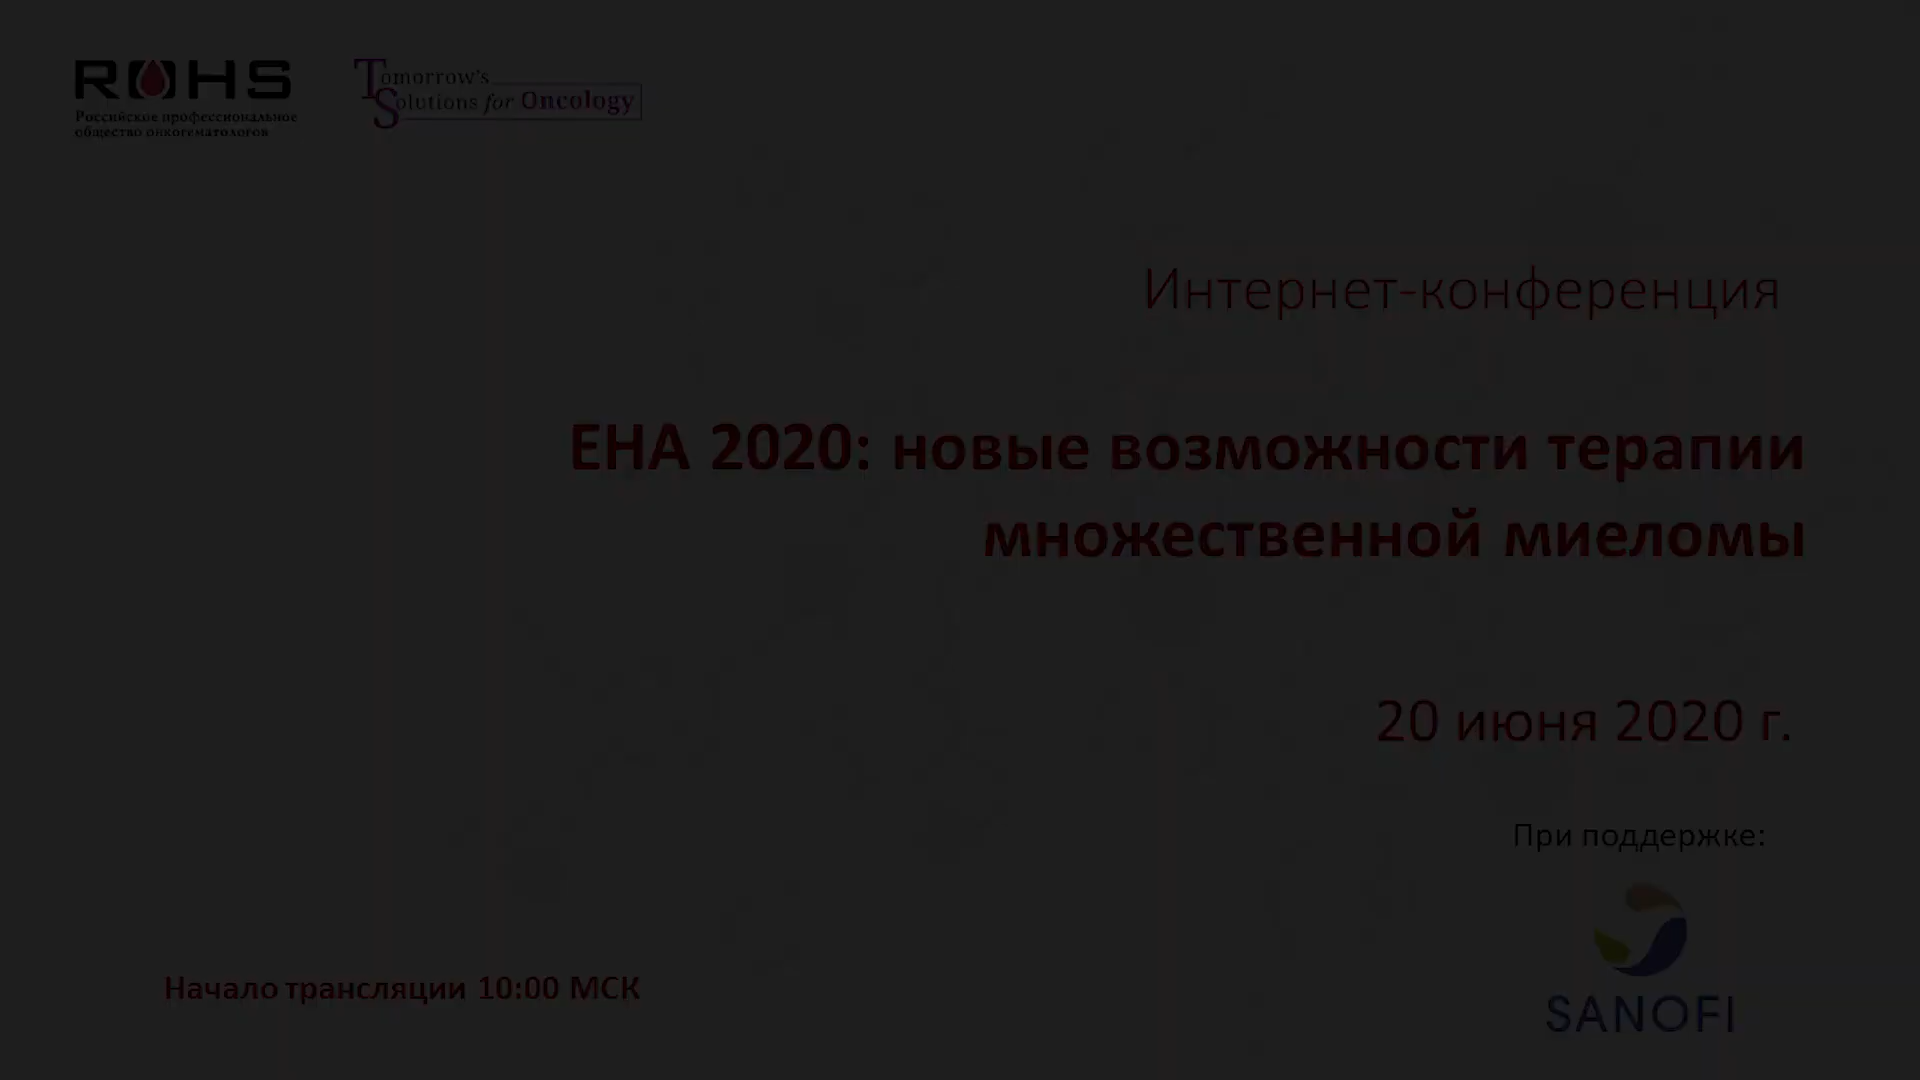 ROHS
Российское профессиональное
общество онкогематологов
Tomorrow's
Solutions for Oncology
Интернет-конференция
ЕНА 2020: новые возможности терапии
множественной миеломы
20 июня 2020 г.
При поддержке:
SANOFI
Начало трансляции 10:00 МСК